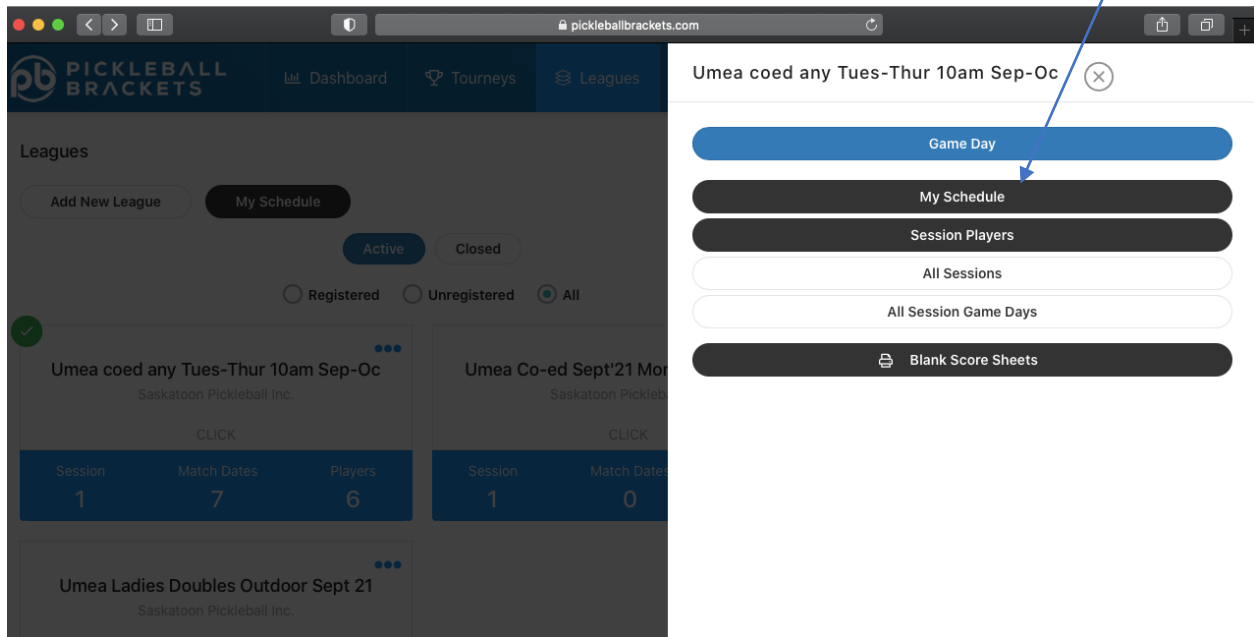 pickleballbrackets.com
PICKLEBALL
BRACKETS
Dashboard
Tourneys
Leagues
Leagues
Add New League
My Schedule
Active
Closed
Registered
Unregistered
All
Umea coed any Tues-Thur 10am Sep-Oc
Saskatoon Pickleball Inc.
CLICK
Session
Match Dates
Players
1
7
6
Umea Co-ed Sept'21 Mor
Saskatoon Pickleb
CLICK
Session
Match Dates
1
0
Umea Ladies Doubles Outdoor Sept 21
Saskatoon Pickleball Inc.
Umea coed any Tues-Thur 10am Sep-Oc
Game Day
My Schedule
Session Players
All Sessions
All Session Game Days
Blank Score Sheets